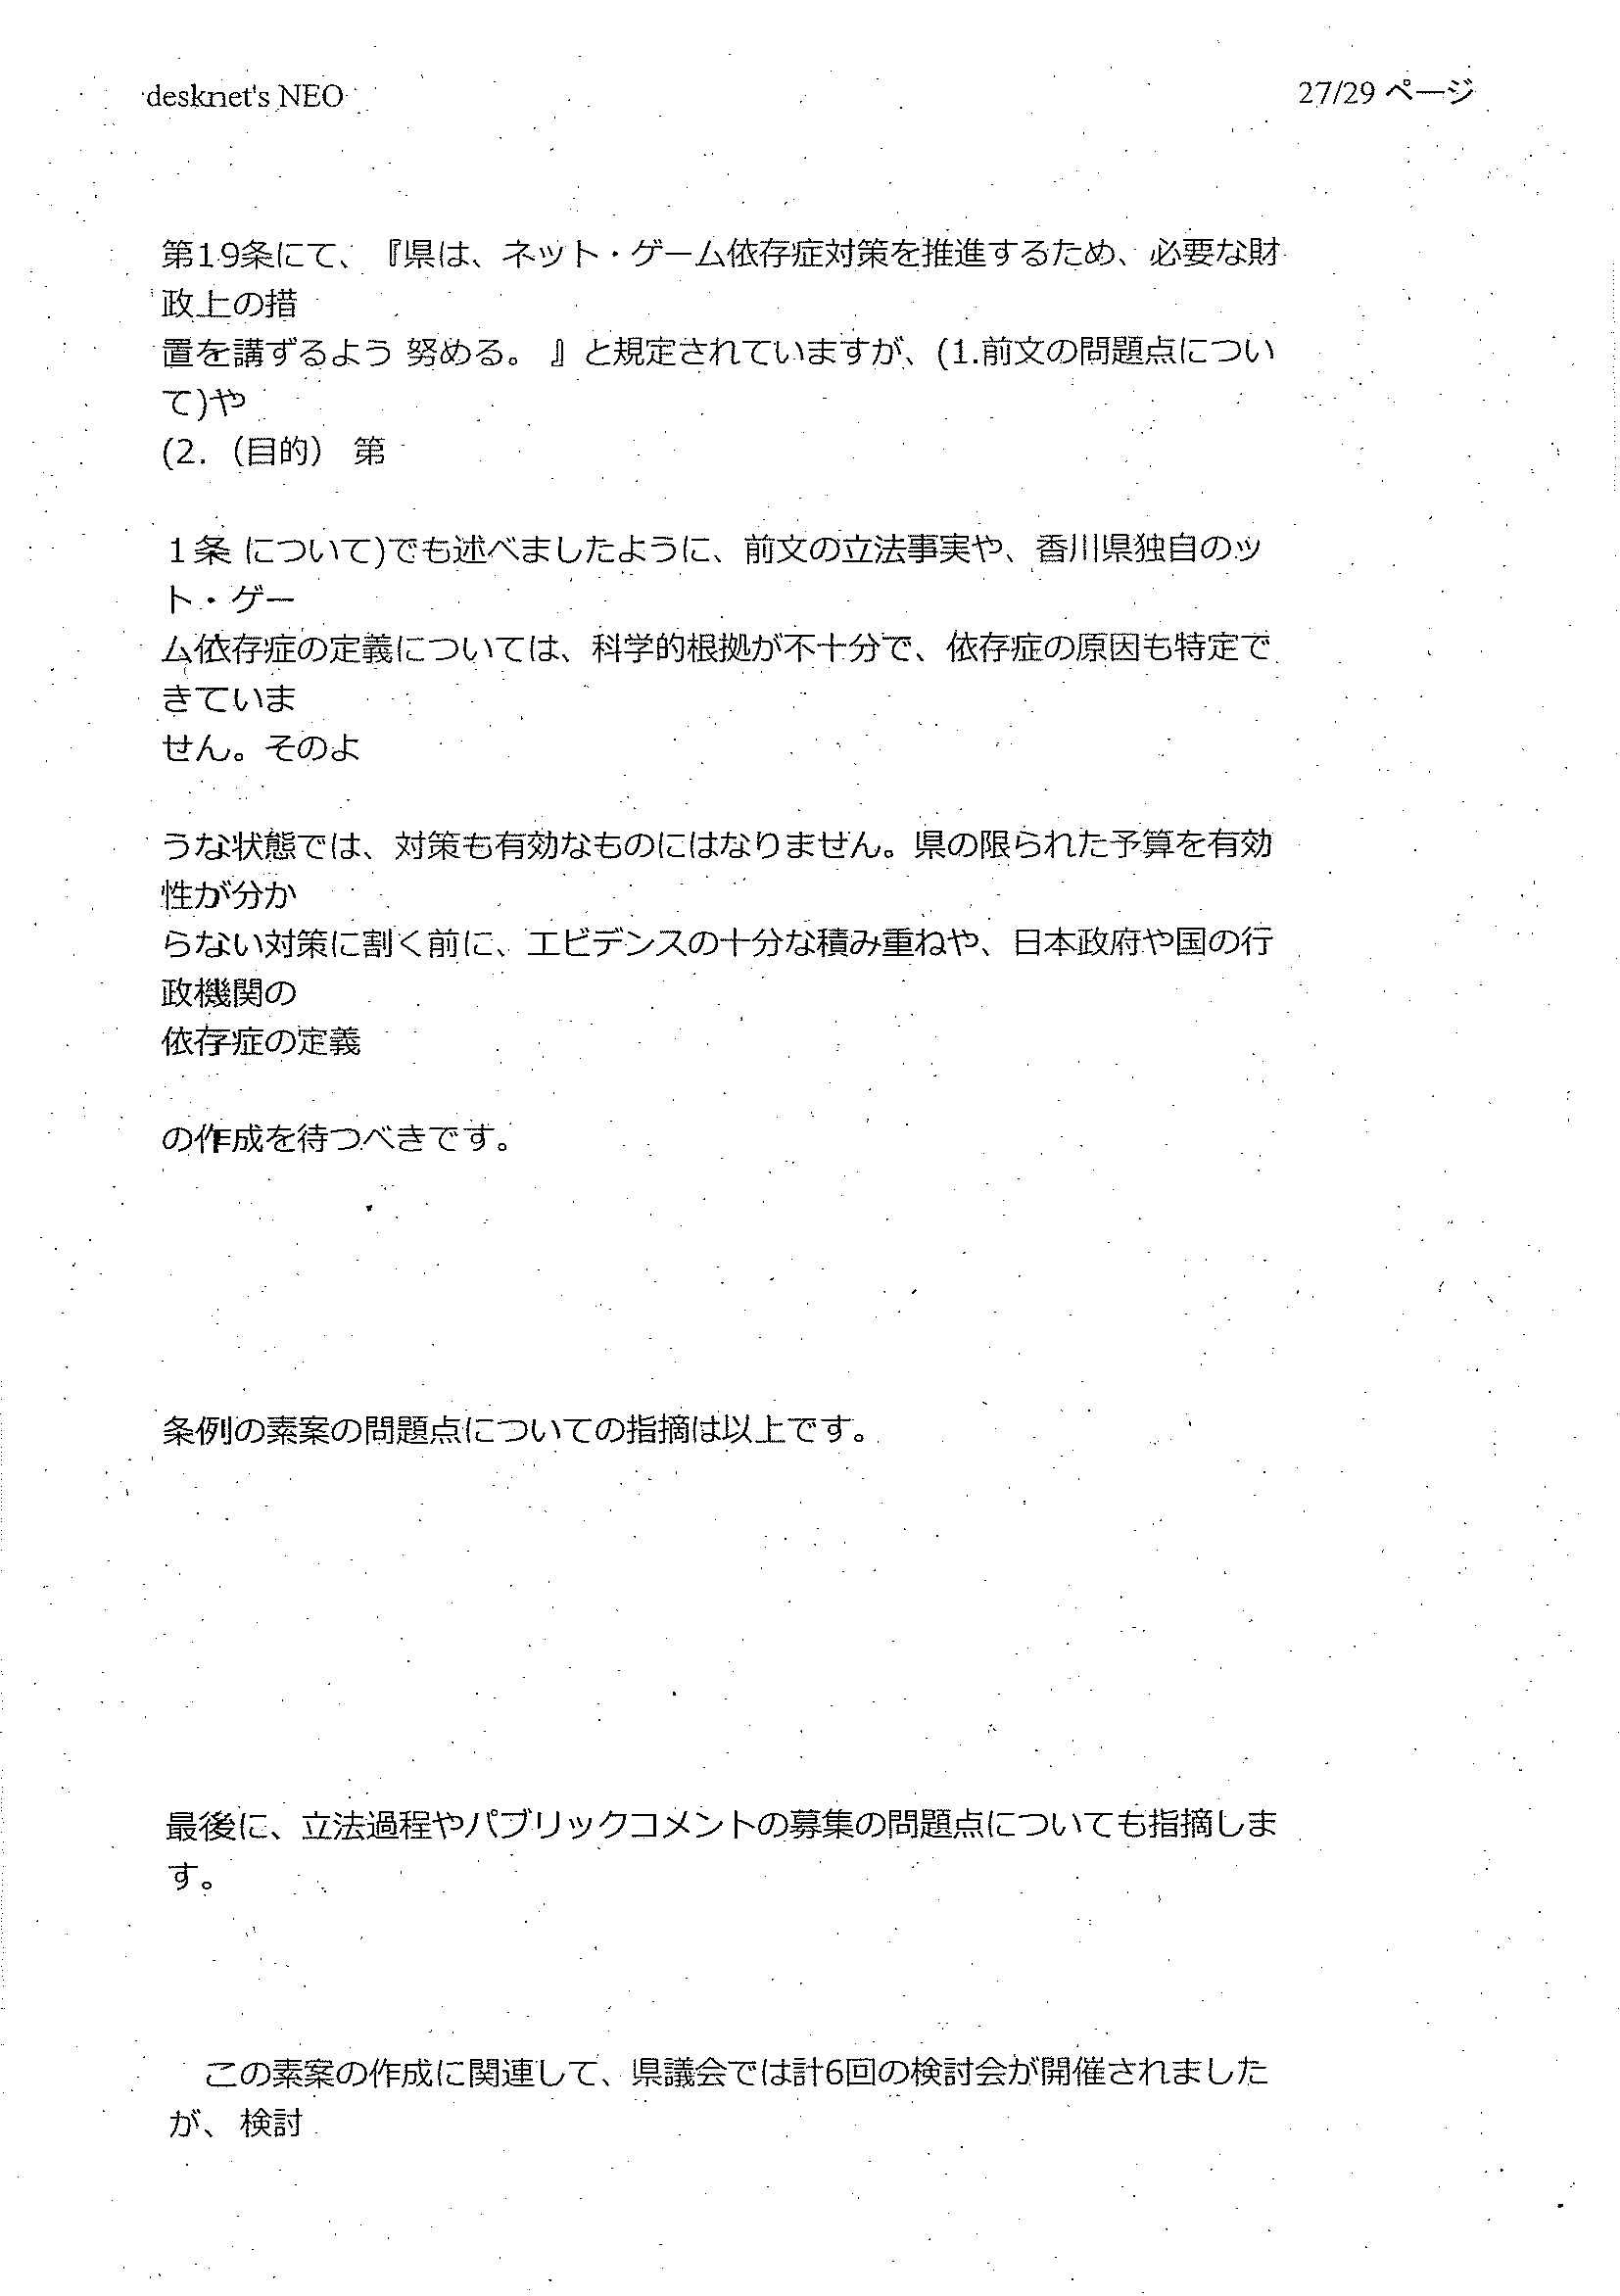 desknet's NEO
27/29 ページ
第19条にて、『県は、ネット・ゲーム依存症対策を推進するため、必要な財
政上の措
置を講ずるよう 努める。 』と規定されていますが、(1.前文の問題点につい
て)や
(2.（目的） 第
1条 について)でも述べましたように、前文の立法事実や、香川県独自のッ
ト・ゲー
ム依存症の定義については、科学的根拠が不十分で、依存症の原因も特定で
きていま
せん。そのよ
うな状態では、対策も有効なものにはなりません。県の限られた予算を有効
性が分か
らない対策に割く前に、エビデンスの十分な積み重ねや、日本政府や国の行
政機関の
依存症の定義
の作成を待つべきです。
条例の素案の問題点についての指摘は以上です。
最後に、立法過程やパブリックコメントの募集の問題点についても指摘しま
す。
この素案の作成に関連して、県議会では計6回の検討会が開催されました
が、検討